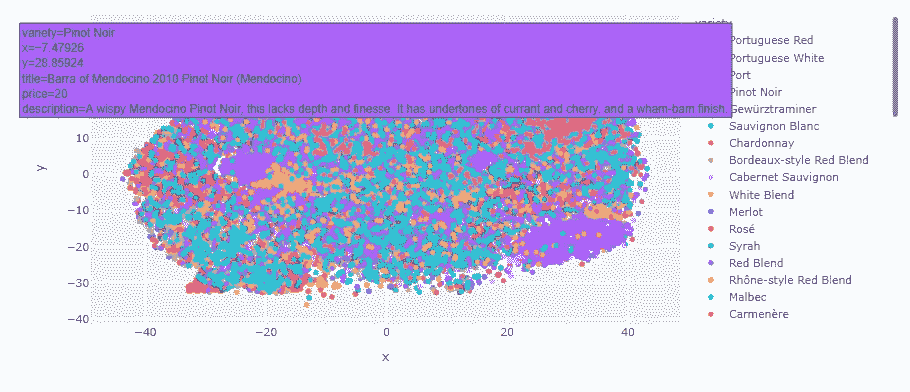 variety
variety=Pinot Noir
x=−7.47926
y=28.85924
title=Barra of Mendocino 2010 Pinot Noir (Mendocino)
price=20
description=A wispy Mendocino Pinot Noir, this lacks depth and finesse. It has undertones of currant and cherry, and a wham-bam finish.
Portuguese Red
Portuguese White
Port
Pinot Noir
Gewürztraminer
Sauvignon Blanc
Chardonnay
Bordeaux-style Red Blend
Cabernet Sauvignon
White Blend
Merlot
Rosé
Syrah
Red Blend
Rhône-style Red Blend
Malbec
Carmenère
y
10
0
−10
−20
−30
−40
−40
−20
0
20
40
x